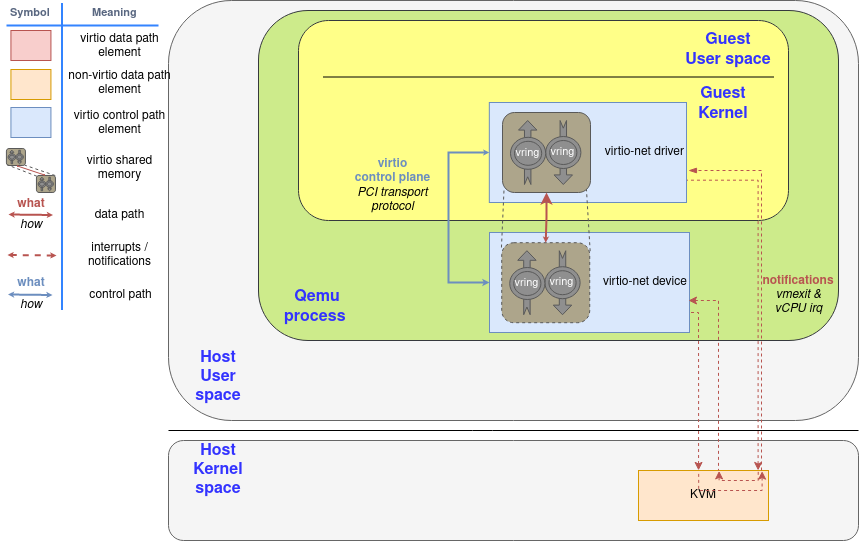 Symbol Meaning
virtio data path
element
non-virtio data path
element
virtio control path
element
virtio shared
memory
what
how
data path
interrupts /
notifications
what
how
control path
Guest
User space
Guest
Kernel
vring vring
virtio-net driver
virtio
control plane
PCI transport
protocol
vring vring
virtio-net device
notifications
vmexit &
vCPU irq
Qemu
process
Host
User
space
Host
Kernel
space
KVM